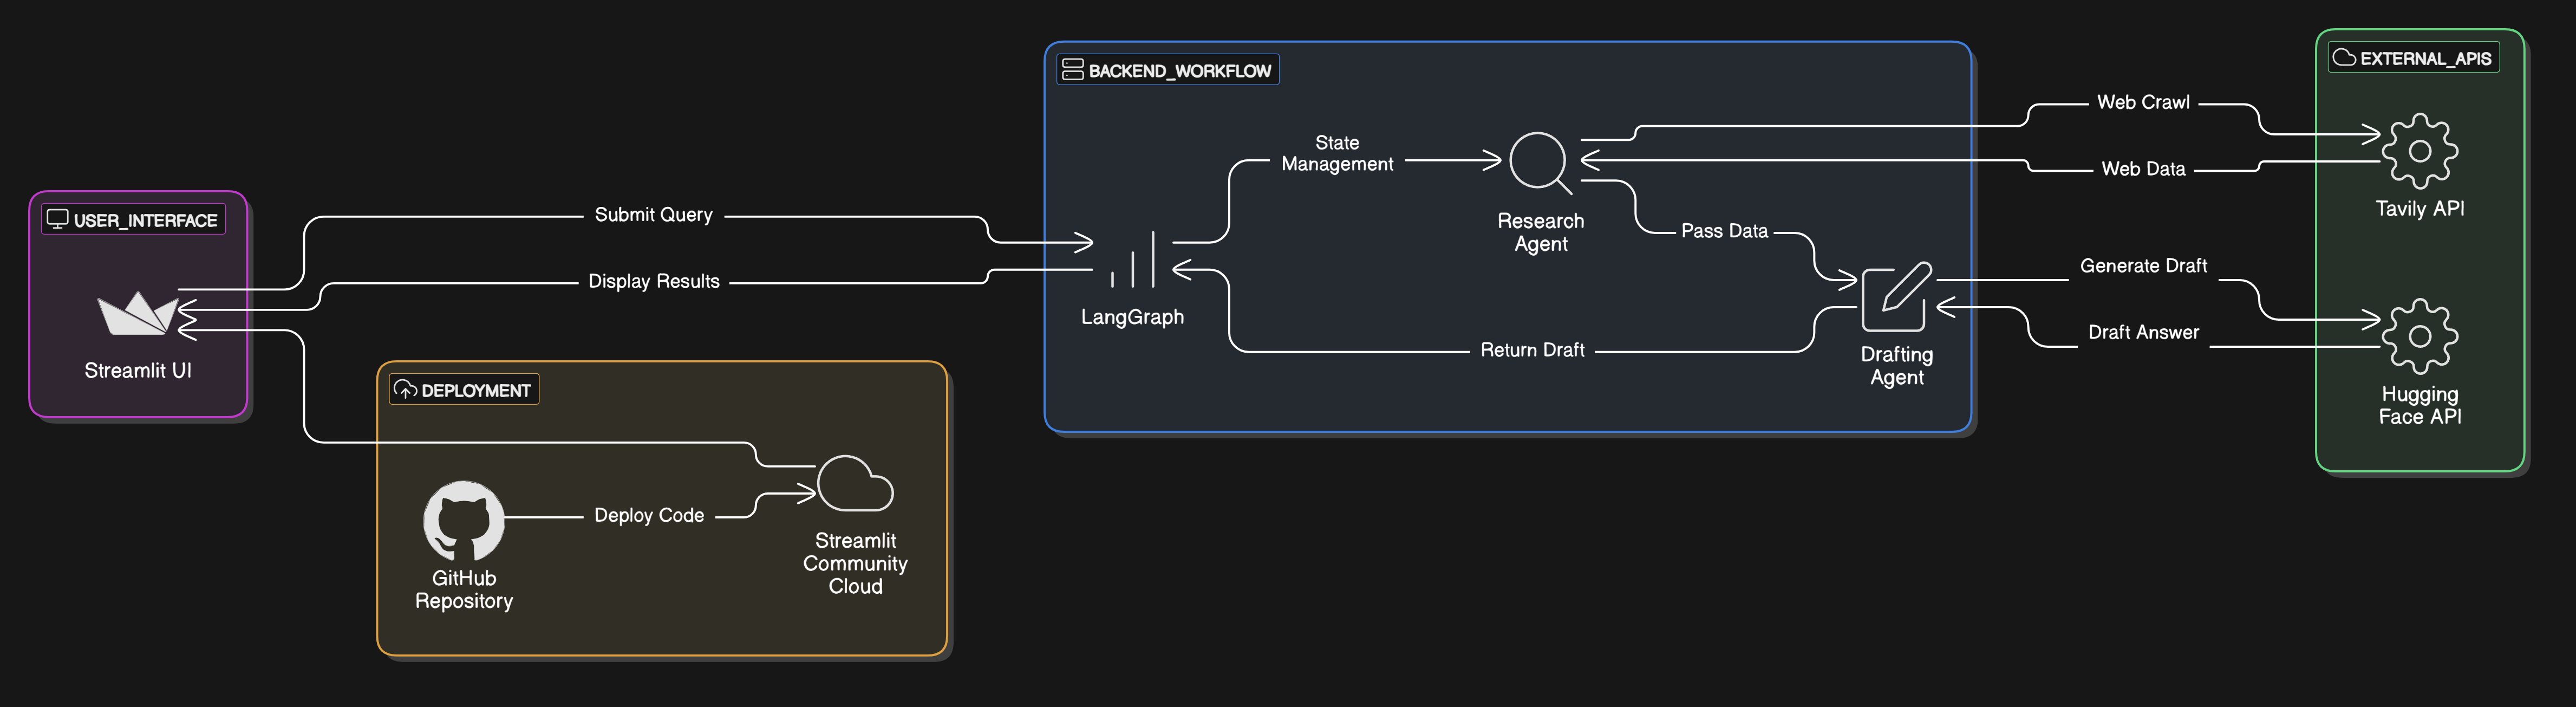 USER_INTERFACE
Streamlit UI
Submit Query
Display Results
DEPLOYMENT
GitHub
Repository
Deploy Code
Streamlit
Community
Cloud
BACKEND_WORKFLOW
LangGraph
State
Management
Research
Agent
Pass Data
Return Draft
Drafting
Agent
Web Crawl
Web Data
Generate Draft
Draft Answer
EXTERNAL_APIS
Tavily API
Hugging
Face API